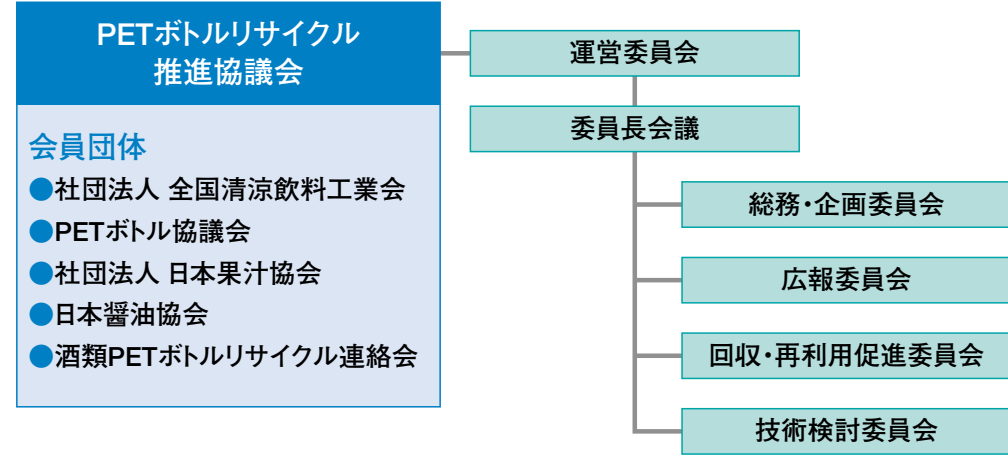 PETボトルリサイクル
推進協議会
会員団体
●社団法人 全国清涼飲料工業会
●PETボトル協議会
●社団法人 日本果汁協会
●日本醤油協会
●酒類PETボトルリサイクル連絡会
運営委員会
委員長会議
総務・企画委員会
広報委員会
回収・再利用促進委員会
技術検討委員会